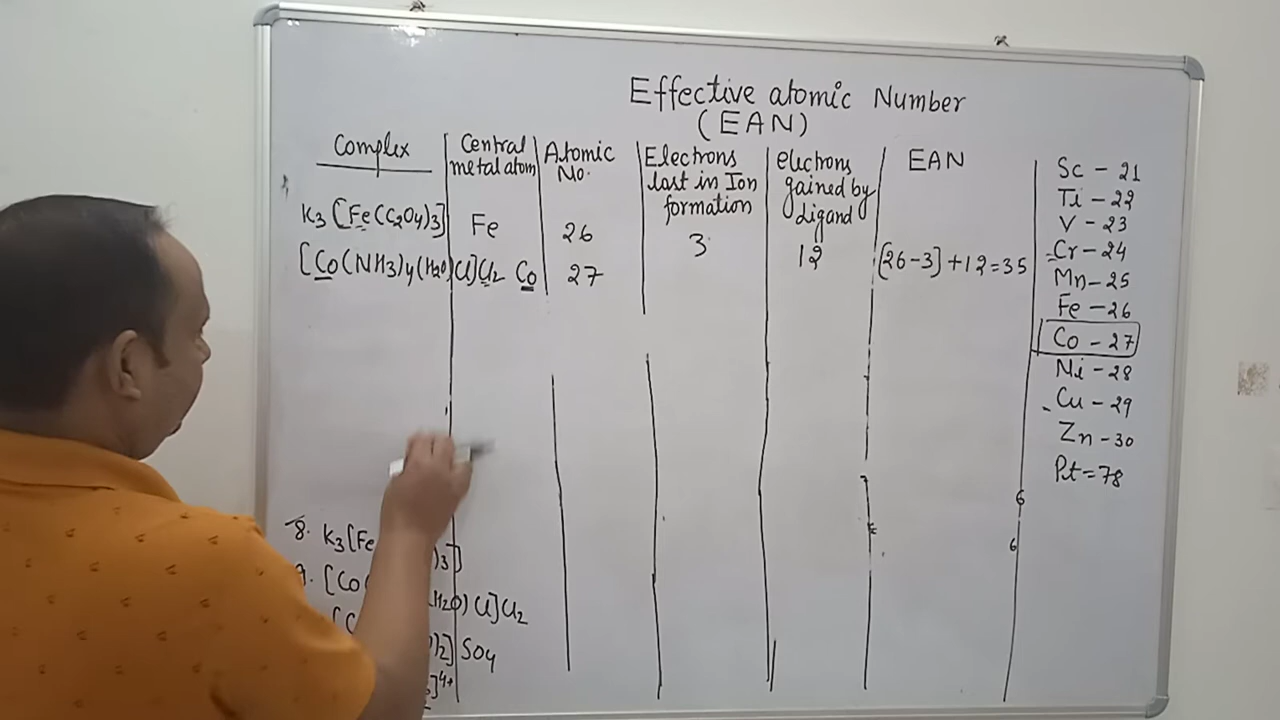 Effective atomic Number
(EAN)
Complex
Central metal atom
Atomic No.
Electrons lost in Ion formation
electrons gained by Ligand
EAN
K3 [Fe(C2O4)3] Fe 26 3 12 [26-3]+12=35
[Co(NH3)4(H2O)Cl]Cl2 Co 27
Sc - 21
Ti - 22
V - 23
Cr - 24
Mn - 25
Fe - 26
Co - 27
Ni - 28
Cu - 29
Zn - 30
Pt = 78
6
6
8. K3[Fe )3]
9. [Co H2O) Cl]Cl2
] SO4
]4+